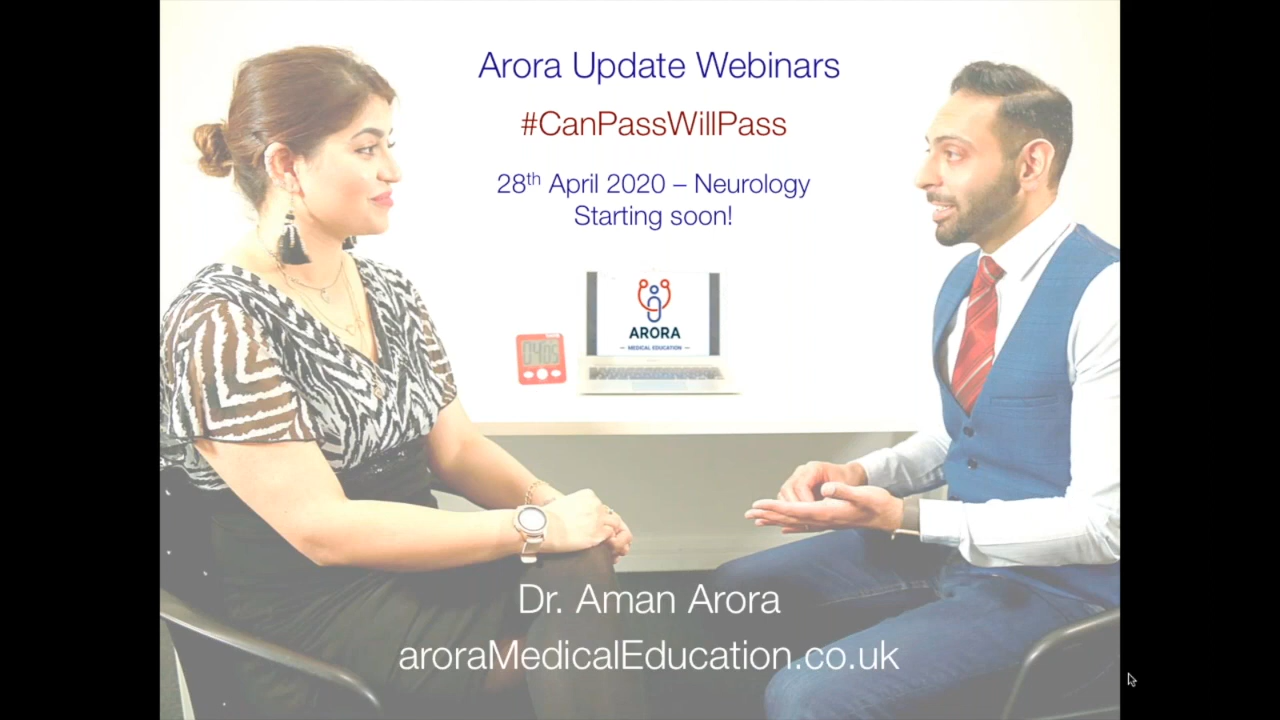 Arora Update Webinars
#CanPassWillPass
28th April 2020 – Neurology
Starting soon!
ARORA
— MEDICAL EDUCATION —
Dr. Aman Arora
aroraMedicalEducation.co.uk